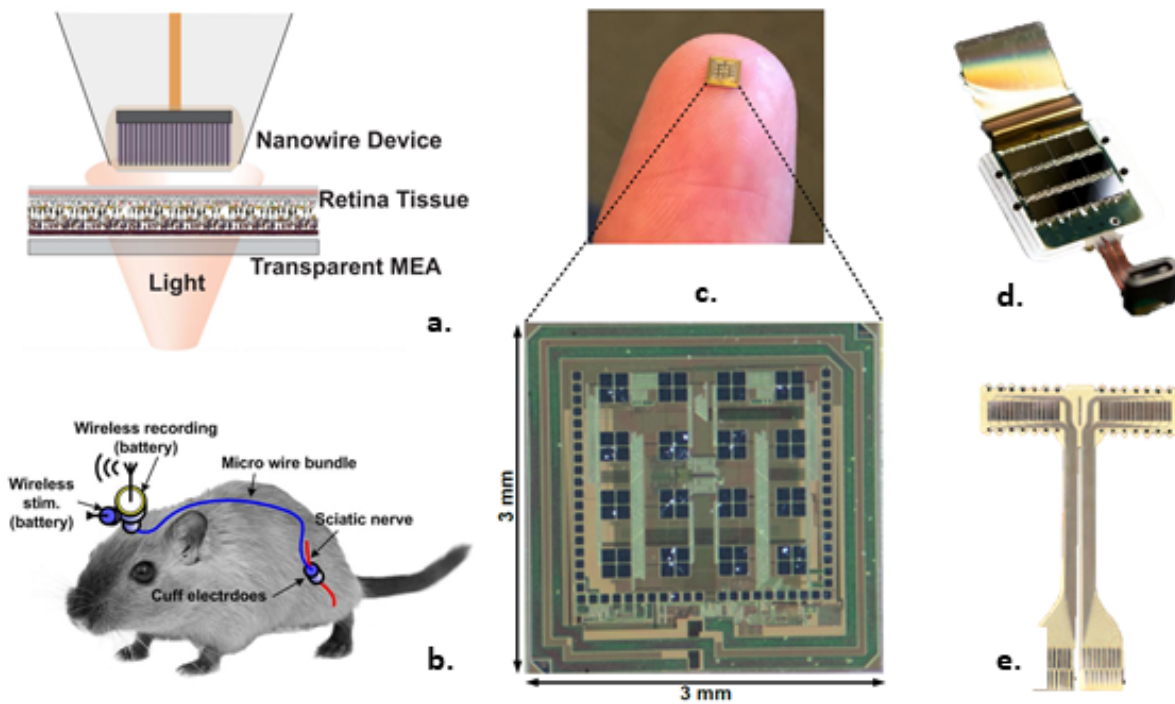 Nanowire Device
Retina Tissue
Transparent MEA
Light
a.
Wireless recording
(battery)
Wireless
stim.
(battery)
Micro wire bundle
Sciatic nerve
Cuff electrdoes
b.
c.
3 mm
3 mm
d.
e.